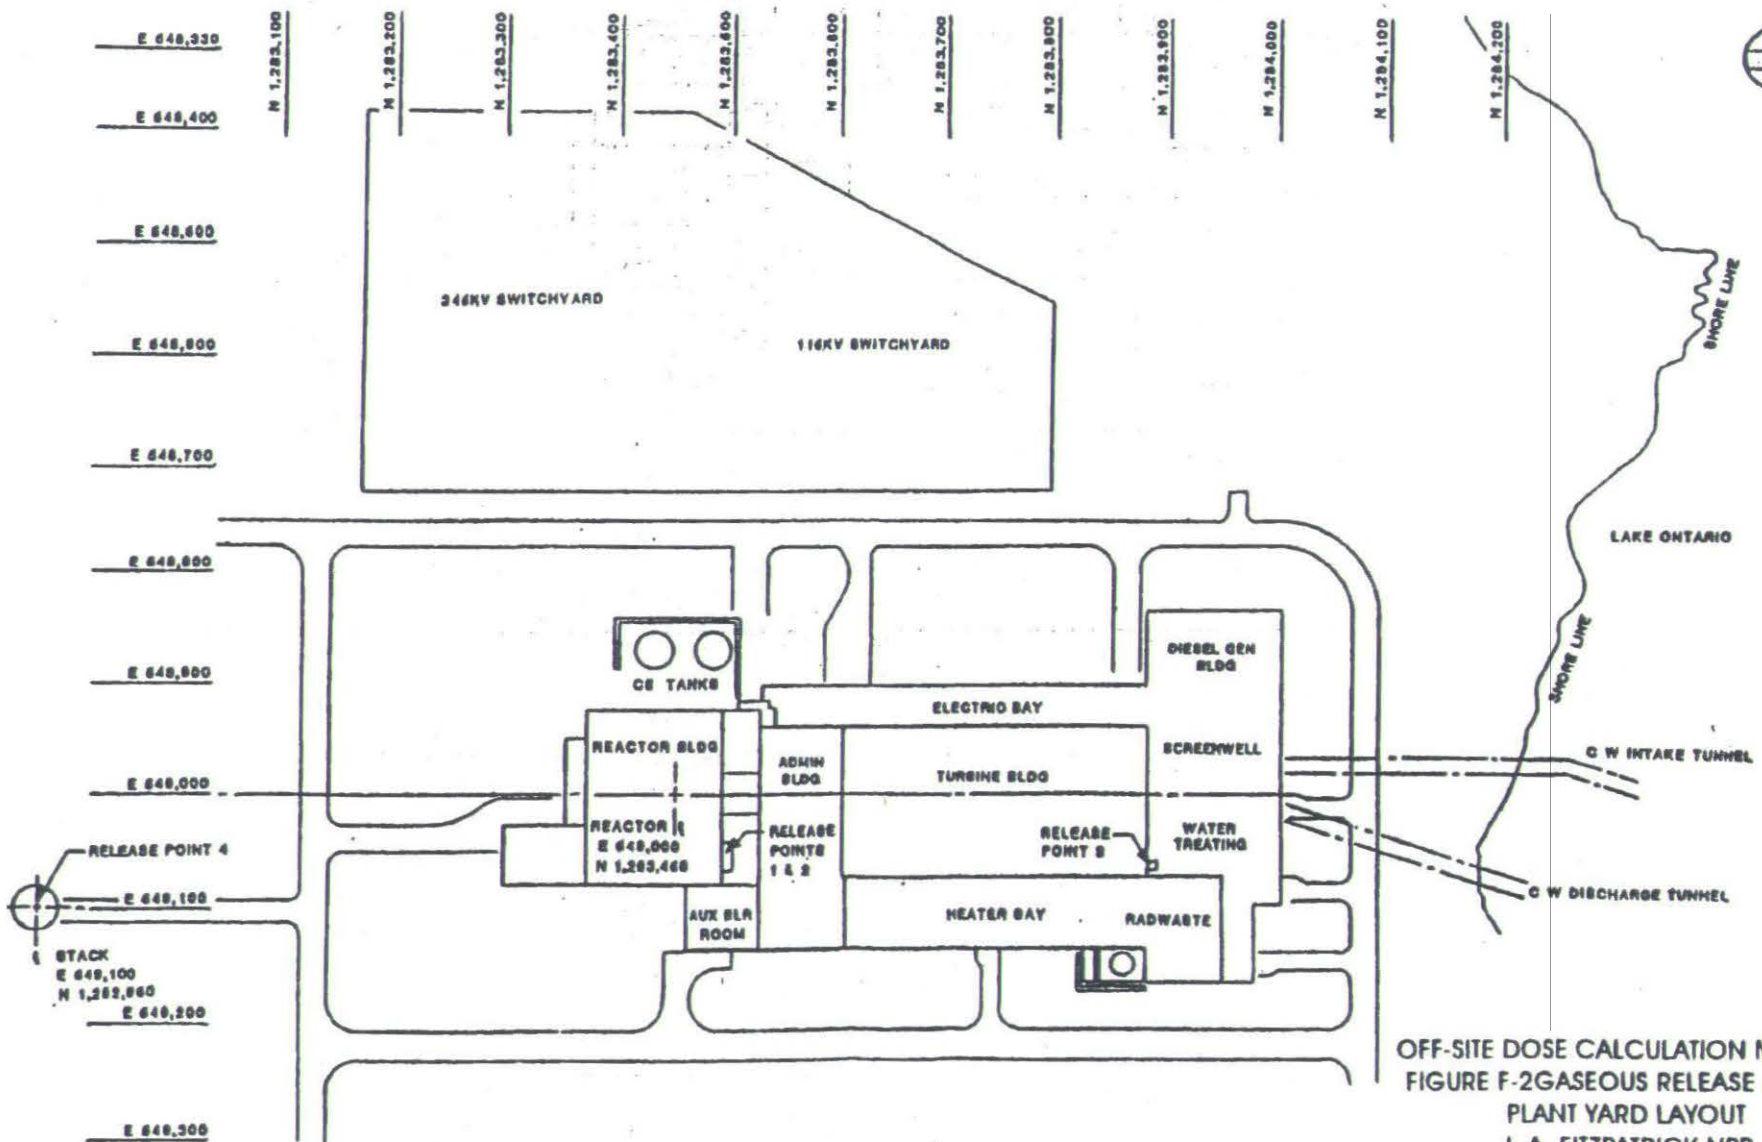 E 648,330
N 1,283,100
N 1,283,200
N 1,283,300
N 1,283,400
N 1,283,500
N 1,283,600
N 1,283,700
N 1,283,800
N 1,283,900
N 1,284,000
N 1,284,100
N 1,284,200
E 648,400
E 648,500
345KV SWITCHYARD
115KV SWITCHYARD
SHORE LINE
E 648,600
E 648,700
LAKE ONTARIO
E 648,800
DIESEL GEN
BLDG
SHORE LINE
E 648,900
CS TANKS
ELECTRIC BAY
REACTOR BLDG
ADMIN
BLDG
TURBINE BLDG
SCREENWELL
C W INTAKE TUNNEL
E 649,000
REACTOR
E 649,000
N 1,283,468
RELEASE
POINTS
1 & 2
RELEASE
POINT 3
WATER
TREATING
RELEASE POINT 4
E 649,100
AUX BLR
ROOM
HEATER BAY
RADWASTE
C W DISCHARGE TUNNEL
STACK
E 649,100
N 1,282,860
E 649,200
OFF-SITE DOSE CALCULATION
FIGURE F-2GASEOUS RELEASE
PLANT YARD LAYOUT
E 649,300